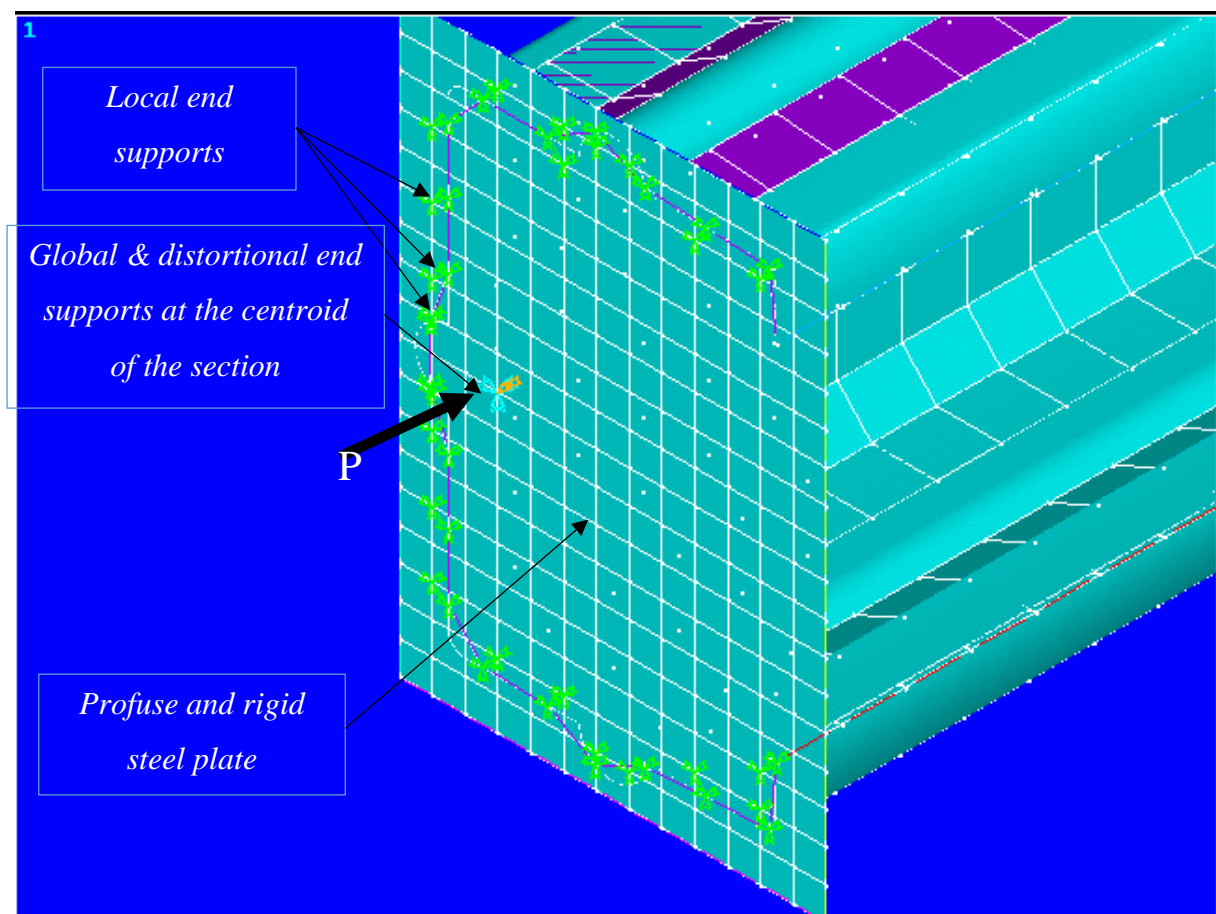 1
Local end
supports
Global & distortional end
supports at the centroid
of the section
P
Profuse and rigid
steel plate